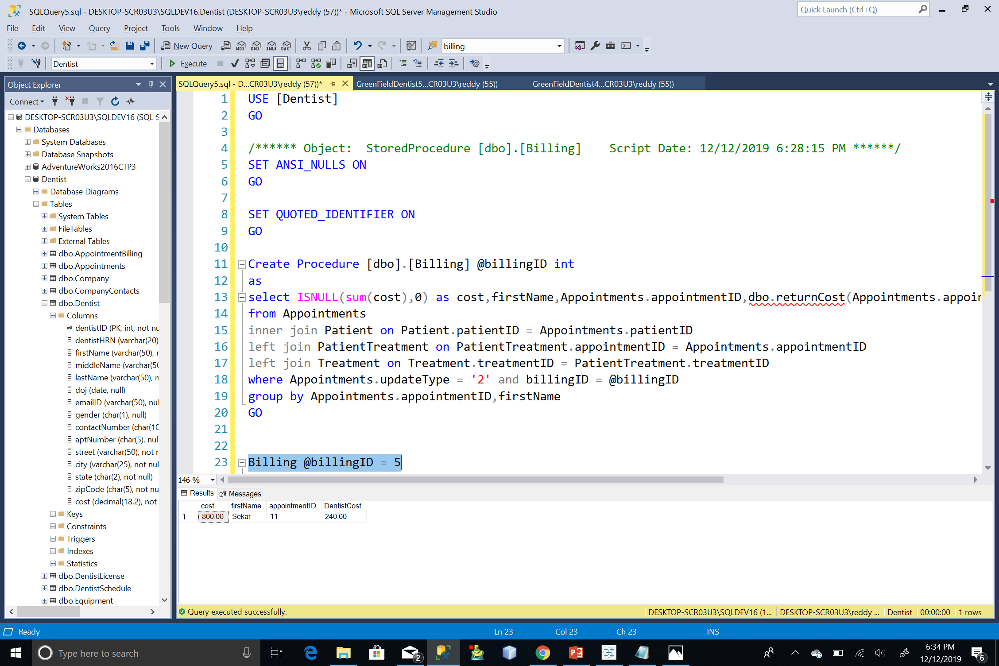 SQLQuery5.sql - DESKTOP-SCR03U3\SQLDEV16.Dentist (DESKTOP-SCR03U3\reddy (57))* - Microsoft SQL Server Management Studio
Quick Launch (Ctrl+Q)
File Edit View Query Project Tools Window Help
New Query MDX DMX XMLA DAX billing
Dentist Execute
Object Explorer
Connect
DESKTOP-SCR03U3\SQLDEV16 (SQL S
Databases
System Databases
Database Snapshots
AdventureWorks2016CTP3
Dentist
Database Diagrams
Tables
System Tables
FileTables
External Tables
dbo.AppointmentBilling
dbo.Appointments
dbo.Company
dbo.CompanyContacts
dbo.Dentist
Columns
dentistID (PK, int, not nu
dentistHRN (varchar(20)
firstName (varchar(50), r
middleName (varchar(50
lastName (varchar(50), n
doj (date, null)
emailID (varchar(50), nul
gender (char(1), null)
contactNumber (char(10
aptNumber (char(5), nul
street (varchar(50), not r
city (varchar(25), not nul
state (char(2), not null)
zipCode (char(5), not nu
cost (decimal(18,2), not
Keys
Constraints
Triggers
Indexes
Statistics
dbo.DentistLicense
dbo.DentistSchedule
dbo.Equipment
SQLQuery5.sql - D...CR03U3\reddy (57))* GreenFieldDentist5...CR03U3\reddy (55)) GreenFieldDentist4...CR03U3\reddy (55))
1 USE [Dentist]
2 GO
3
4 /****** Object:  StoredProcedure [dbo].[Billing]    Script Date: 12/12/2019 6:28:15 PM ******/
5 SET ANSI_NULLS ON
6 GO
7
8 SET QUOTED_IDENTIFIER ON
9 GO
10
11 Create Procedure [dbo].[Billing] @billingID int
12 as
13 select ISNULL(sum(cost),0) as cost,firstName,Appointments.appointmentID,dbo.returnCost(Appointments.appoin
14 from Appointments
15 inner join Patient on Patient.patientID = Appointments.patientID
16 left join PatientTreatment on PatientTreatment.appointmentID = Appointments.appointmentID
17 left join Treatment on Treatment.treatmentID = PatientTreatment.treatmentID
18 where Appointments.updateType = '2' and billingID = @billingID
19 group by Appointments.appointmentID,firstName
20 GO
21
22
23 Billing @billingID = 5
146 %
Results Messages
cost firstName appointmentID DentistCost
1 800.00 Sekar 11 240.00
Query executed successfully. DESKTOP-SCR03U3\SQLDEV16 (1... DESKTOP-SCR03U3\reddy ... Dentist 00:00:00 1 rows
Ready Ln 23 Col 23 Ch 23 INS
Type here to search 2 6:34 PM
12/12/2019 6